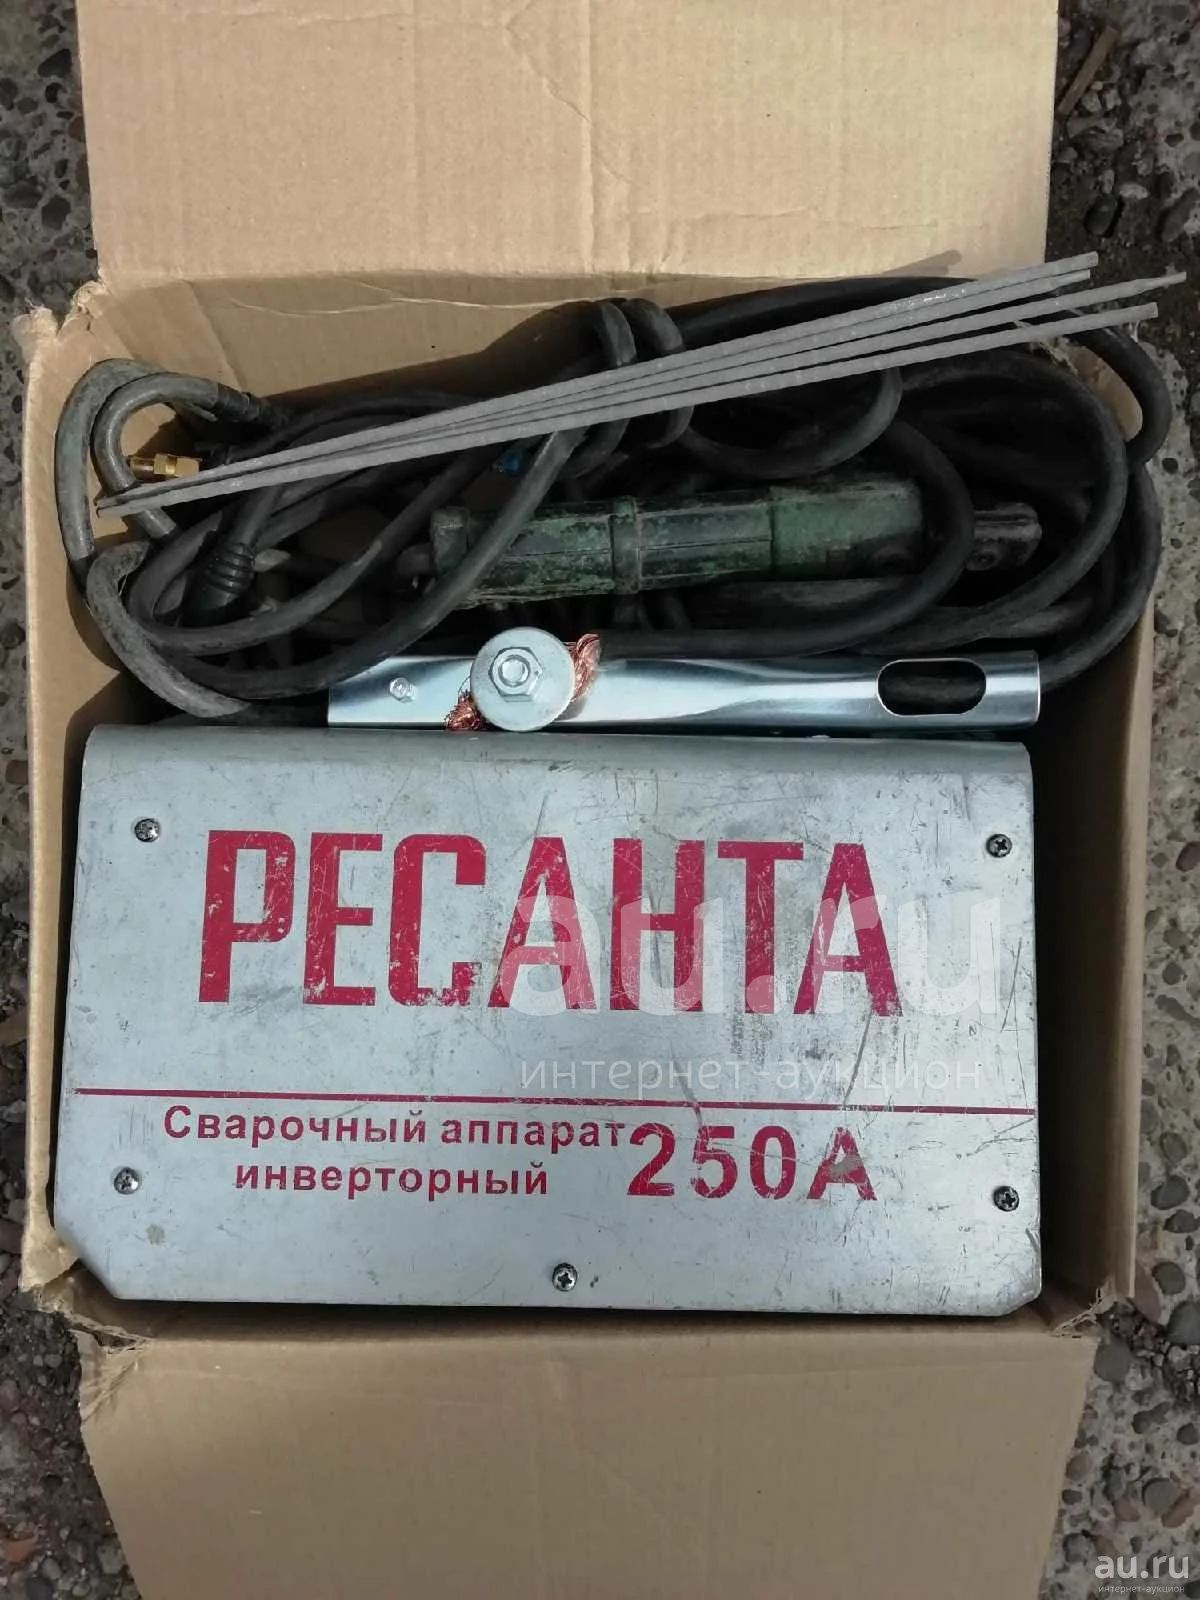 РЕСАНТА
au.ru
интернет-аукцион
Сварочный аппарат 250А
инверторный
au.ru
интернет-аукцион